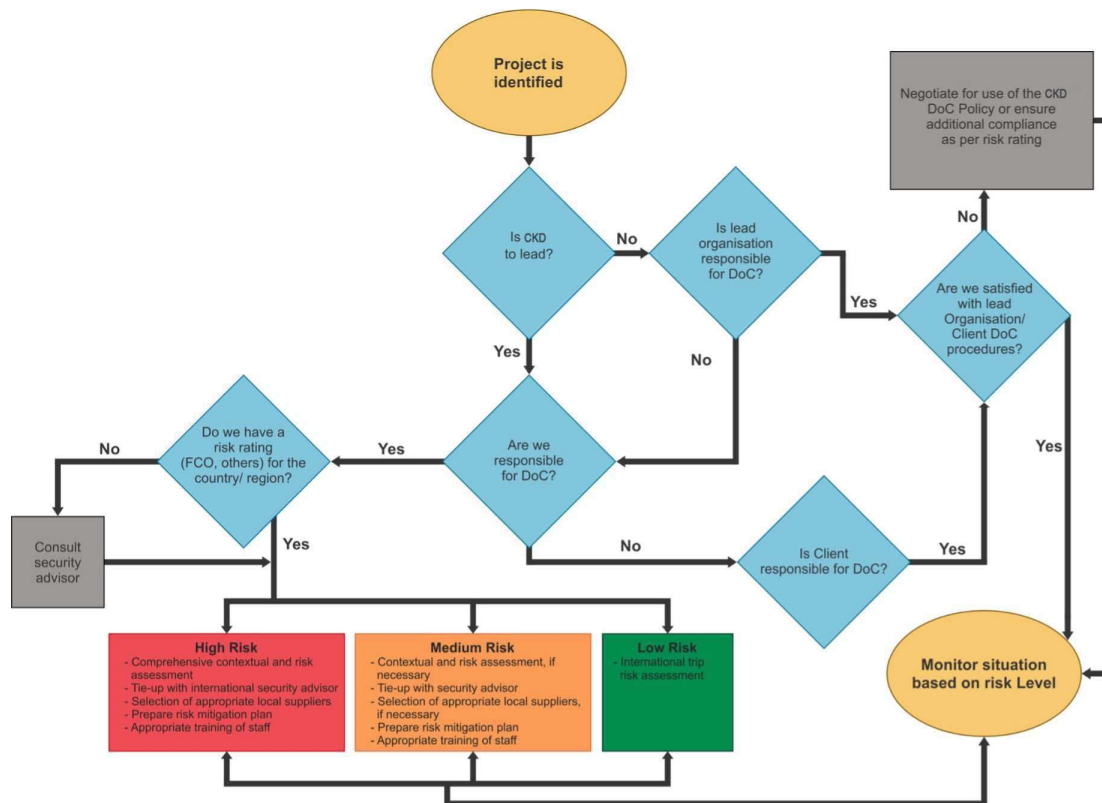 Project is
identified
Negotiate for use of the CKD
DoC Policy or ensure
additional compliance
as per risk rating
Is CKD
to lead?
No
Is lead
organisation
responsible
for DoC?
Yes
No
Are we satisfied
with lead
Organisation/
Client DoC
procedures?
Yes
No
Do we have a
risk rating
(FCO, others) for the
country/ region?
No
Yes
Are we
responsible
for DoC?
Yes
Consult
security
advisor
Yes
No
Is Client
responsible for DoC?
Yes
High Risk
- Comprehensive contextual and risk
assessment
- Tie-up with international security advisor
- Selection of appropriate local suppliers
- Prepare risk mitigation plan
- Appropriate training of staff
Medium Risk
- Contextual and risk assessment, if
necessary
- Tie-up with security advisor
- Selection of appropriate local suppliers,
if necessary
- Prepare risk mitigation plan
- Appropriate training of staff
Low Risk
- International trip
risk assessment
Monitor situation
based on risk Level